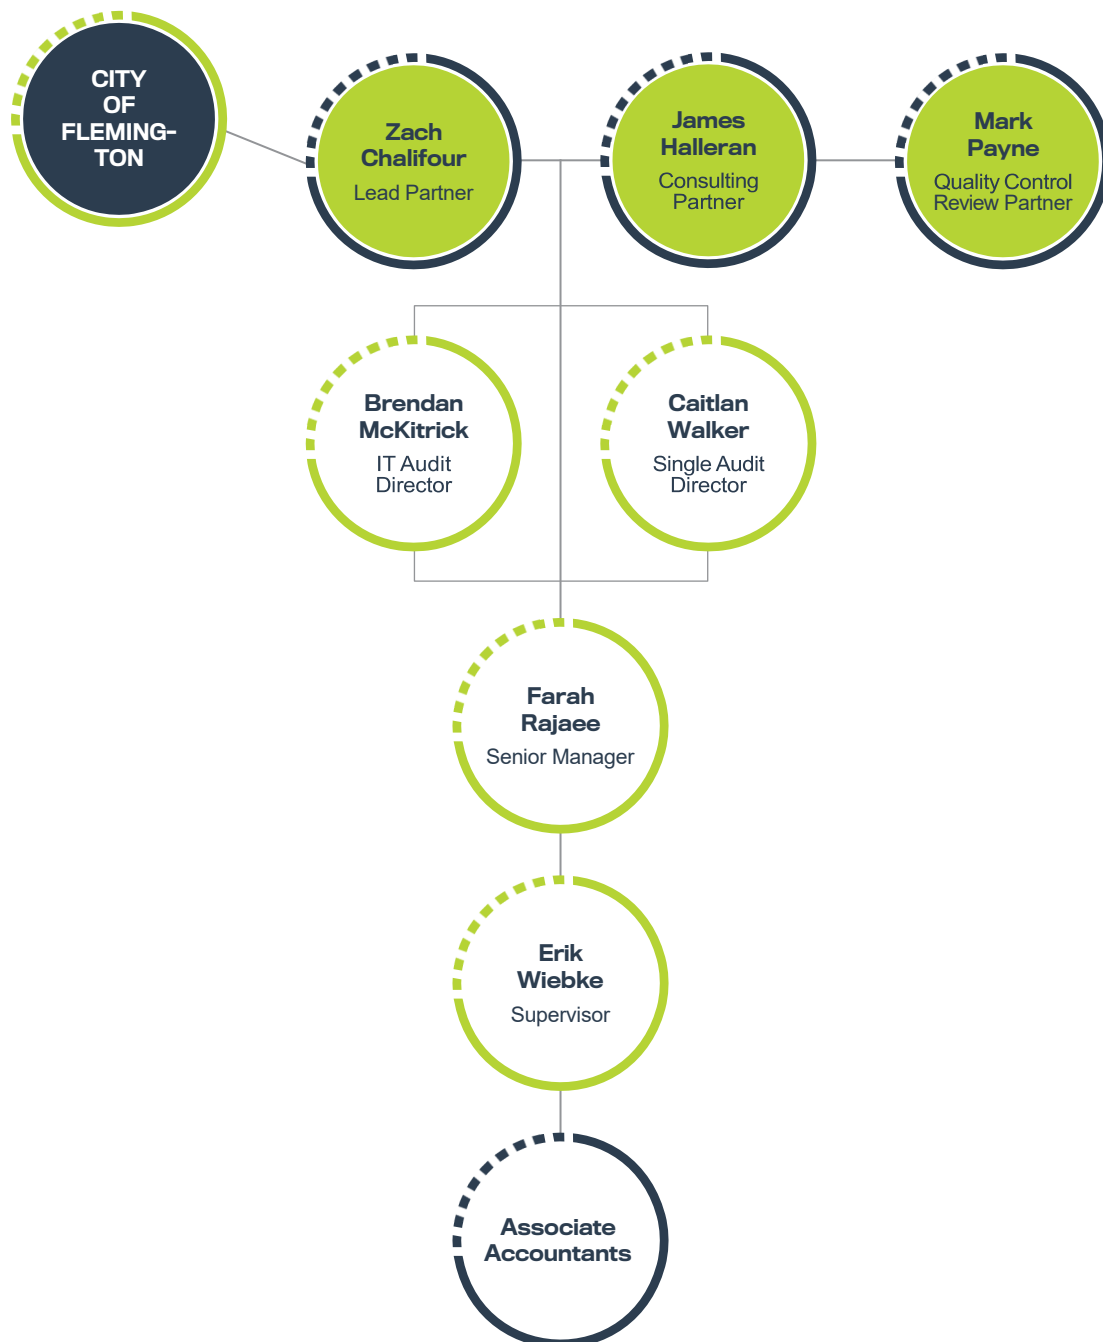 CITY
OF
FLEMING-
TON
Zach
Chalifour
Lead Partner
James
Halleran
Consulting
Partner
Mark
Payne
Quality Control
Review Partner
Brendan
McKitrick
IT Audit
Director
Caitlan
Walker
Single Audit
Director
Farah
Rajaee
Senior Manager
Erik
Wiebke
Supervisor
Associate
Accountants